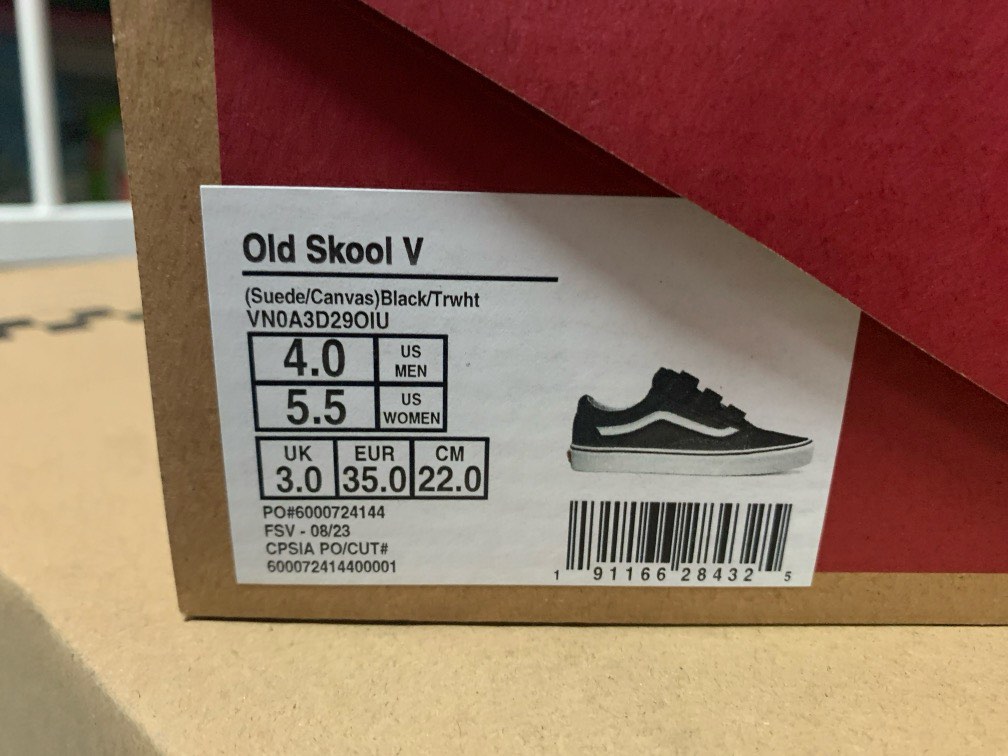 Old Skool V
(Suede/Canvas)Black/Trwht
VN0A3D29OIU
4.0 US MEN
5.5 US WOMEN
UK EUR CM
3.0 35.0 22.0
PO#6000724144
FSV - 08/23
CPSIA PO/CUT#
600072414400001
1 91166 28432 5